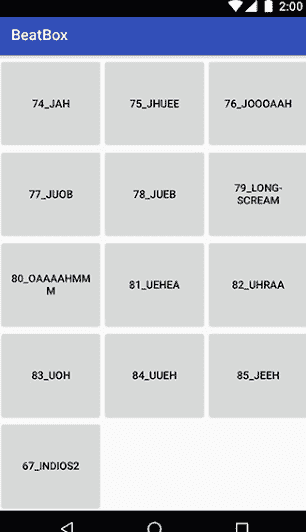 2:00
BeatBox
74_JAH
75_JHUEE
76_JOOOAAH
77_JUOB
78_JUEB
79_LONG-
SCREAM
80_OAAAAHMM
M
81_UEHEA
82_UHRAA
83_UOH
84_UUEH
85_JEEH
67_INDIOS2